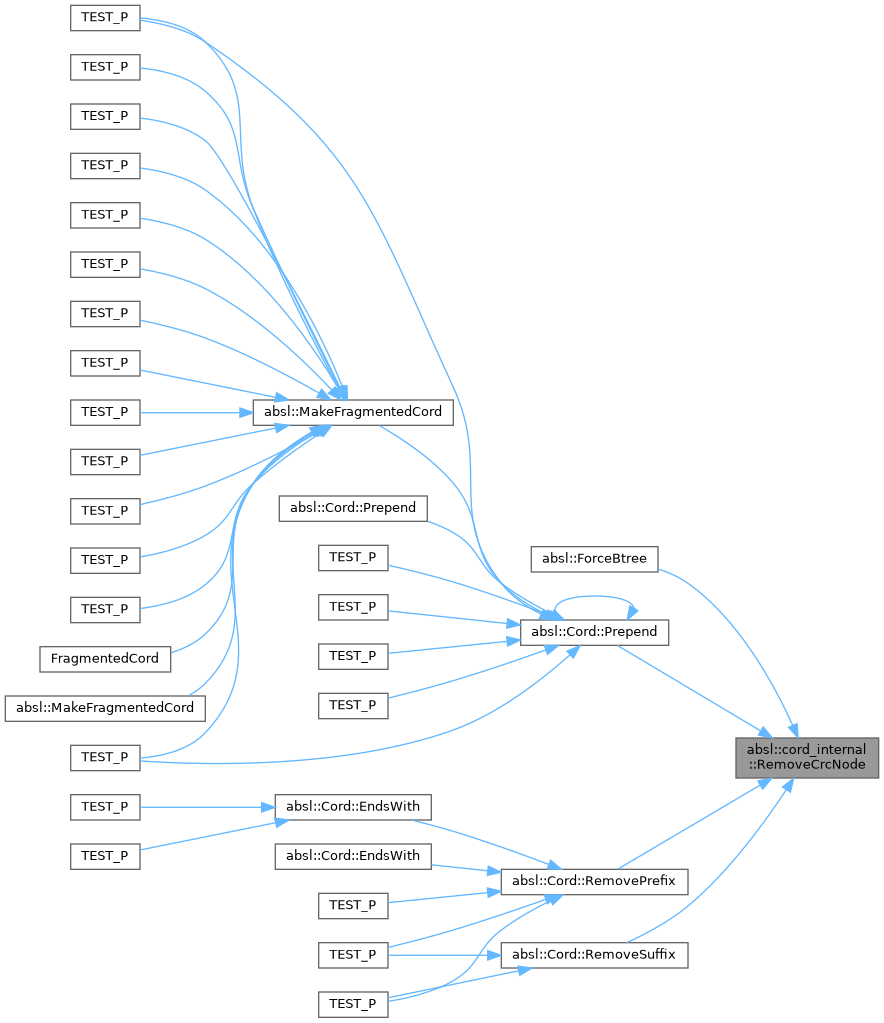 TEST_P
TEST_P
TEST_P
TEST_P
TEST_P
TEST_P
TEST_P
TEST_P
absl::MakeFragmentedCord
TEST_P
TEST_P
absl::Cord::Prepend
TEST_P
TEST_P
absl::ForceBtree
TEST_P
TEST_P
TEST_P
absl::Cord::Prepend
FragmentedCord
TEST_P
absl::MakeFragmentedCord
TEST_P
absl::cord_internal
::RemoveCrcNode
TEST_P
TEST_P
absl::Cord::EndsWith
TEST_P
absl::Cord::EndsWith
absl::Cord::RemovePrefix
TEST_P
TEST_P
absl::Cord::RemoveSuffix
TEST_P